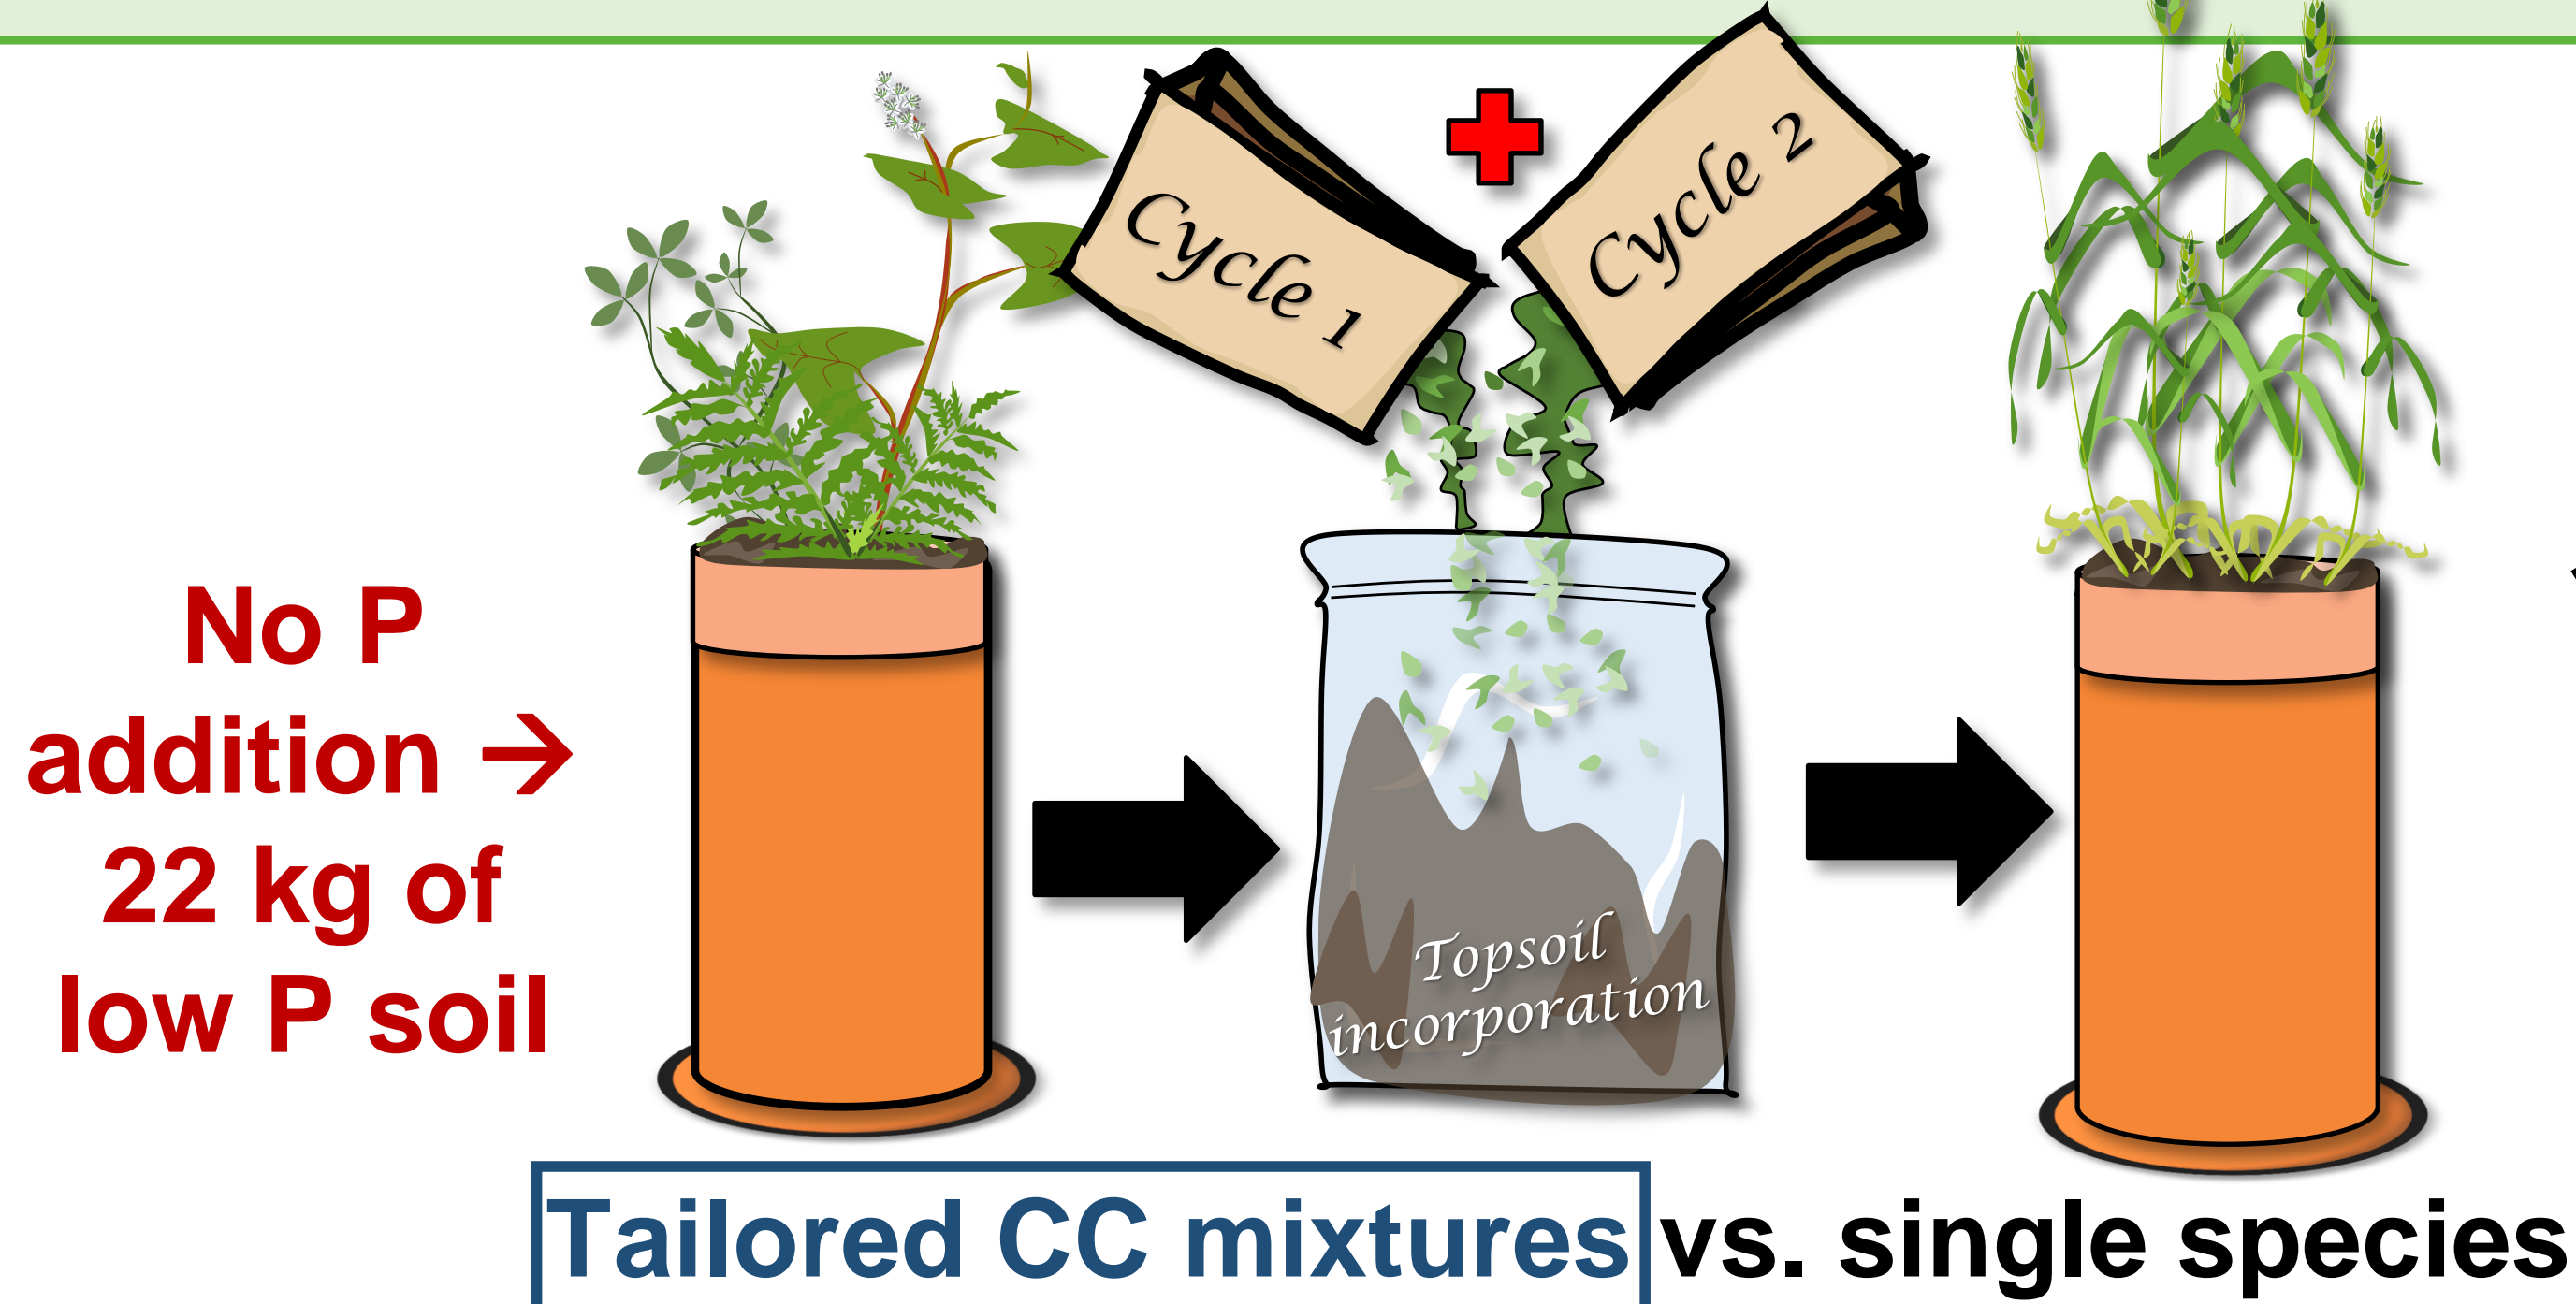 Cycle 1
Cycle 2
No P
addition →
22 kg of
low P soil
Topsoil
incorporation
Tailored CC mixtures vs. single species